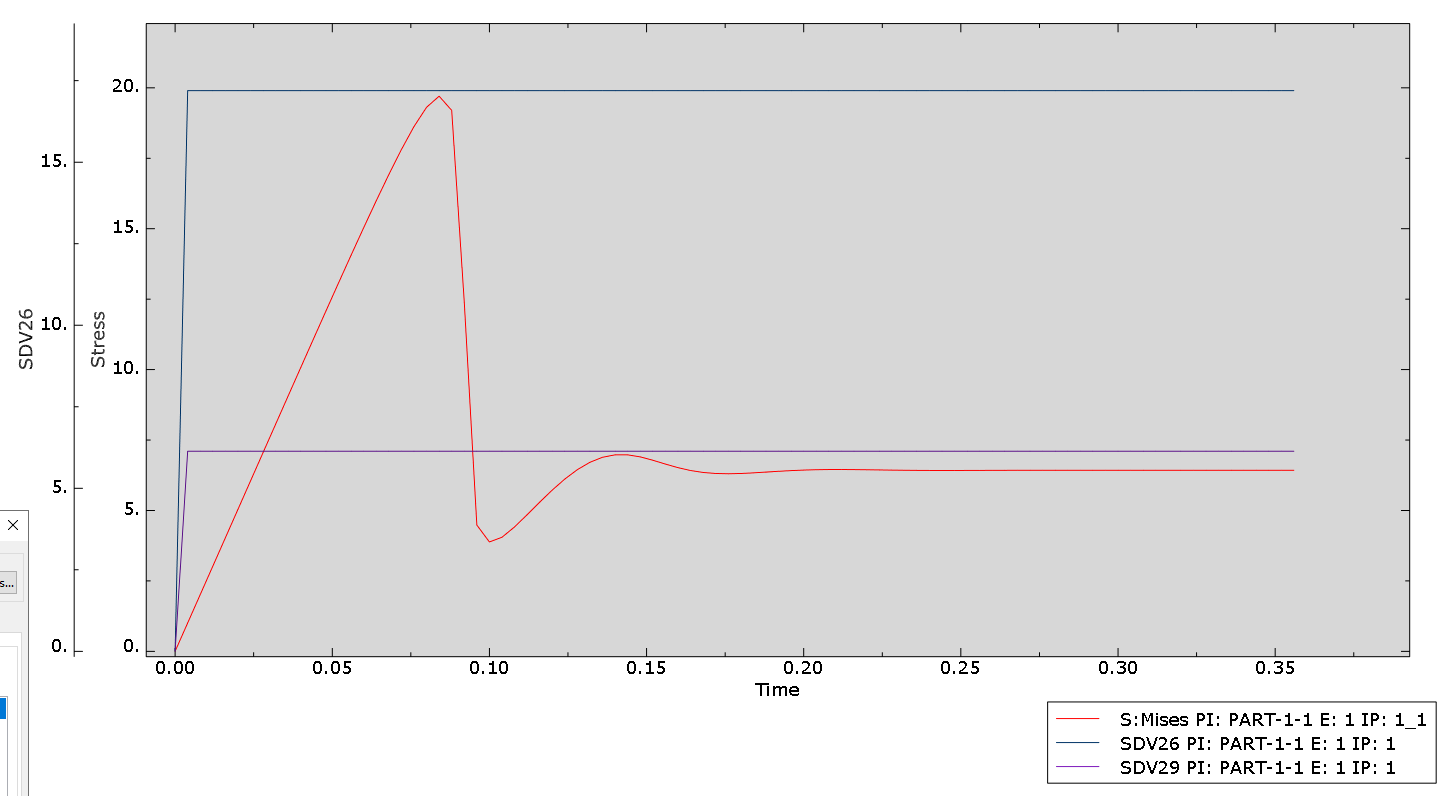 20.
15.
15.
SDV26
10.
Stress
10.
5.
5.
s...
0.
0.
0.00 0.05 0.10 0.15 0.20 0.25 0.30 0.35
Time
S:Mises PI: PART-1-1 E: 1 IP: 1_1
SDV26 PI: PART-1-1 E: 1 IP: 1
SDV29 PI: PART-1-1 E: 1 IP: 1